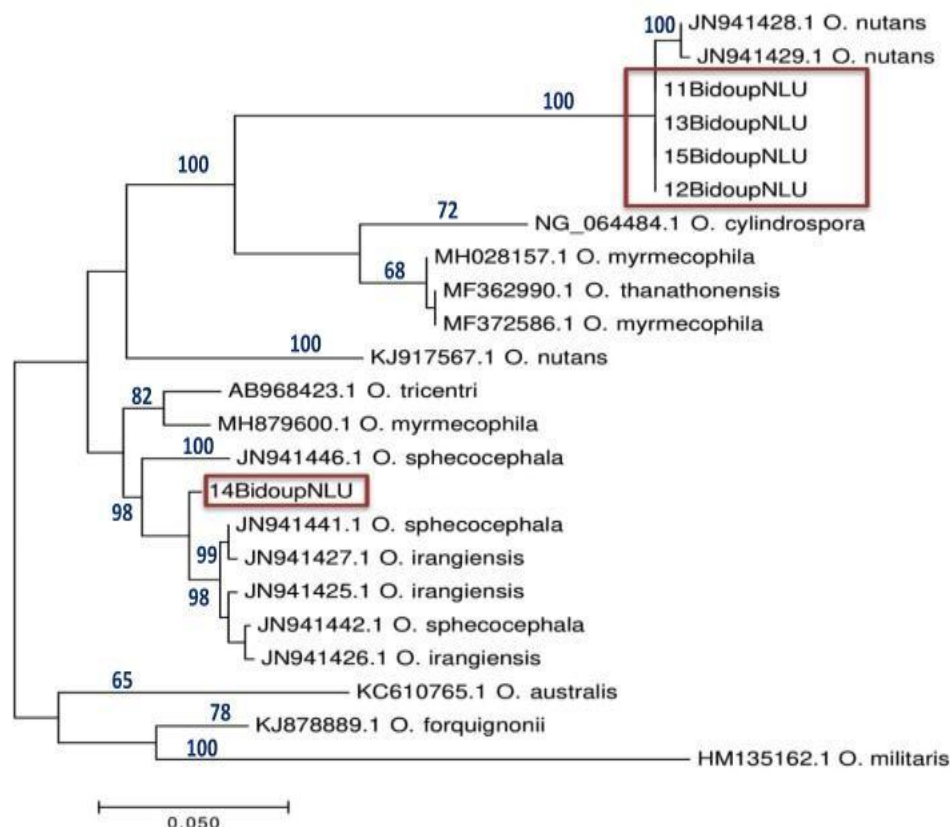 100 JN941428.1 O. nutans
JN941429.1 O. nutans
100 11BidoupNLU
13BidoupNLU
100 15BidoupNLU
12BidoupNLU
72 NG_064484.1 O. cylindrospora
MH028157.1 O. myrmecophila
68 MF362990.1 O. thanathonensis
MF372586.1 O. myrmecophila
100 KJ917567.1 O. nutans
82 AB968423.1 O. tricentri
MH879600.1 O. myrmecophila
100 JN941446.1 O. sphecocephala
14BidoupNLU
98 JN941441.1 O. sphecocephala
99 JN941427.1 O. irangiensis
98 JN941425.1 O. irangiensis
JN941442.1 O. sphecocephala
JN941426.1 O. irangiensis
65 KC610765.1 O. australis
78 KJ878889.1 O. forquignonii
100 HM135162.1 O. militaris
0.050